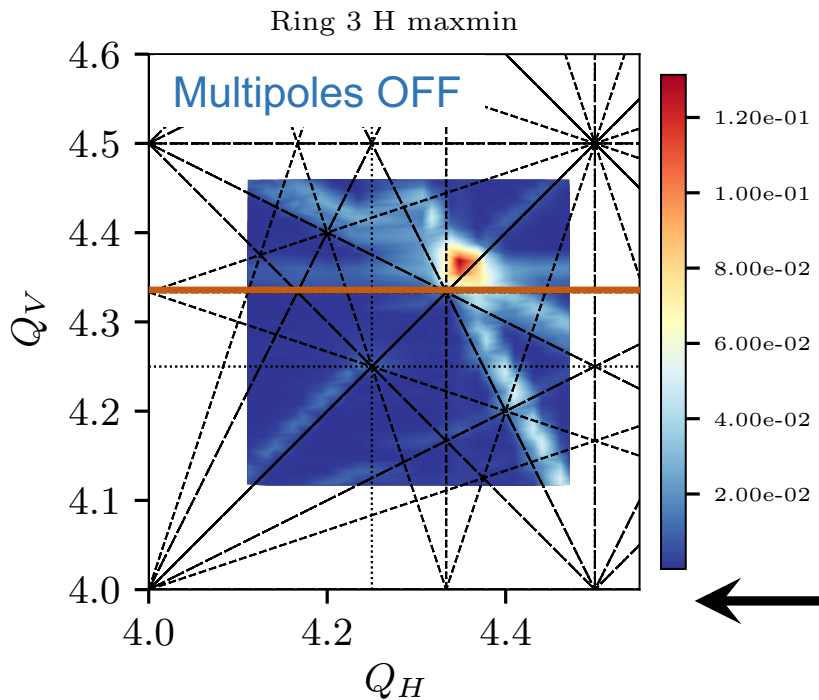 Ring 3 H maxmin
Multipoles OFF
4.6
4.5
4.4
4.3
4.2
4.1
4.0
Q_V
4.0
4.2
4.4
Q_H
1.20e-01
1.00e-01
8.00e-02
6.00e-02
4.00e-02
2.00e-02